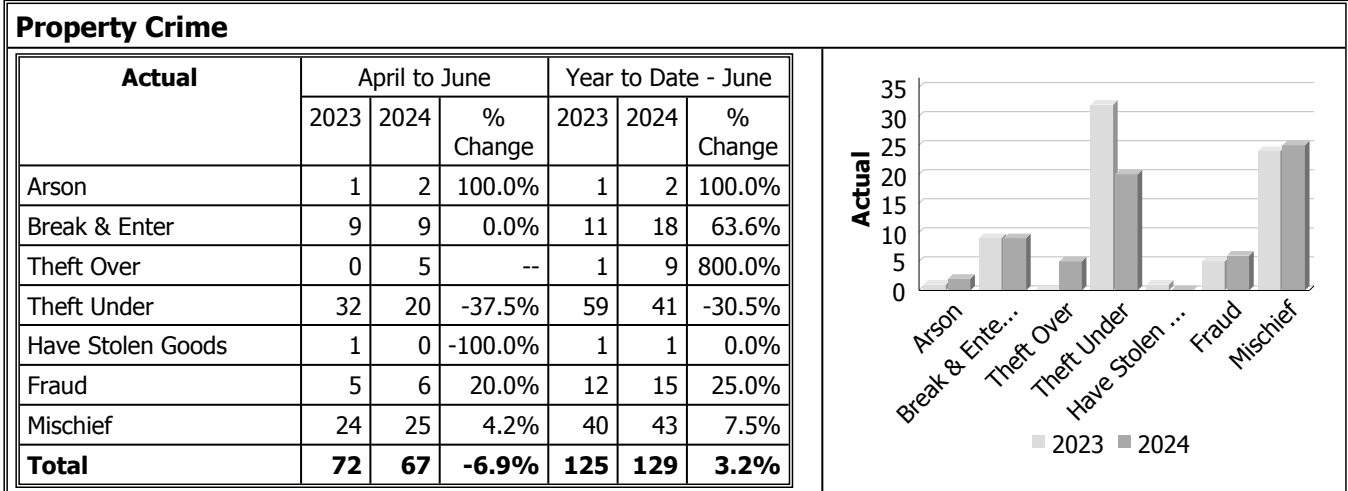 Property Crime
Actual April to June Year to Date - June
2023 2024 % Change 2023 2024 % Change
Arson 1 2 100.0% 1 2 100.0%
Break & Enter 9 9 0.0% 11 18 63.6%
Theft Over 0 5 -- 1 9 800.0%
Theft Under 32 20 -37.5% 59 41 -30.5%
Have Stolen Goods 1 0 -100.0% 1 1 0.0%
Fraud 5 6 20.0% 12 15 25.0%
Mischief 24 25 4.2% 40 43 7.5%
Total 72 67 -6.9% 125 129 3.2%
Actual
35
30
25
20
15
10
5
0
Arson
Break & Ente...
Theft Over
Theft Under
Have Stolen ...
Fraud
Mischief
2023 2024